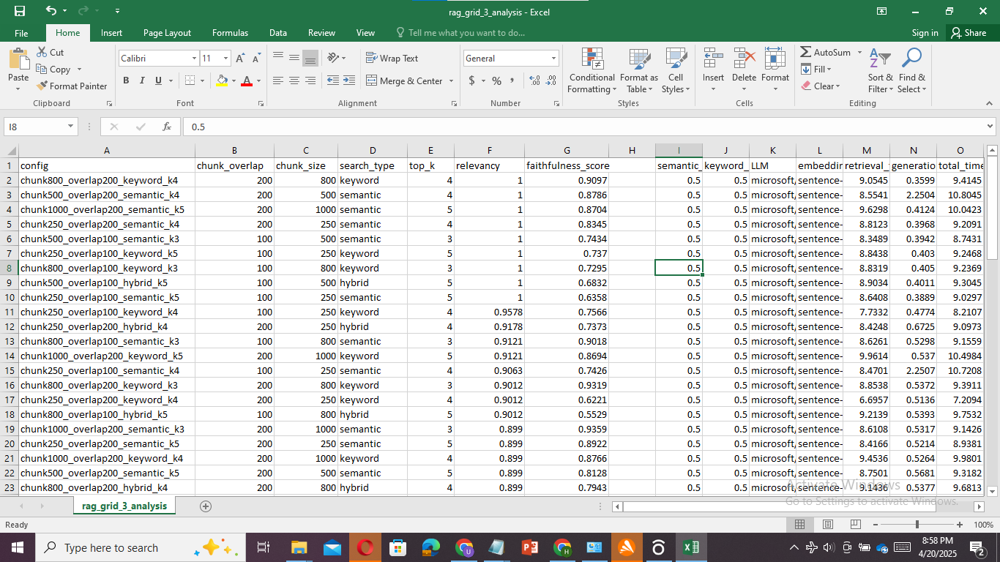 rag_grid_3_analysis - Excel
File Home Insert Page Layout Formulas Data Review View Tell me what you want to do... Sign in Share
Paste
Cut
Copy
Format Painter
Clipboard
Calibri 11
B I U
Font
Wrap Text
Merge & Center
Alignment
General
$ % ,
Number
Conditional Formatting
Format as Table
Cell Styles
Styles
Insert Delete Format
Cells
AutoSum
Fill
Clear
Sort & Filter
Find & Select
Editing
I8 fx 0.5
A B C D E F G H I J K L M N O
1 config chunk_overlap chunk_size search_type top_k relevancy faithfulness_score semantic_ keyword_ LLM embeddin retrieval_ generatio total_time
2 chunk800_overlap200_keyword_k4 200 800 keyword 4 1 0.9097 0.5 0.5 microsoft, sentence- 9.0545 0.3599 9.4145
3 chunk500_overlap200_semantic_k4 200 500 semantic 4 1 0.8786 0.5 0.5 microsoft, sentence- 8.5541 2.2504 10.8045
4 chunk1000_overlap200_semantic_k5 200 1000 semantic 5 1 0.8704 0.5 0.5 microsoft, sentence- 9.6298 0.4124 10.0423
5 chunk250_overlap200_semantic_k4 200 250 semantic 4 1 0.8345 0.5 0.5 microsoft, sentence- 8.8123 0.3968 9.2091
6 chunk500_overlap100_semantic_k3 100 500 semantic 3 1 0.7434 0.5 0.5 microsoft, sentence- 8.3489 0.3942 8.7431
7 chunk250_overlap100_keyword_k5 100 250 keyword 5 1 0.737 0.5 0.5 microsoft, sentence- 8.8438 0.403 9.2468
8 chunk800_overlap100_keyword_k3 100 800 keyword 3 1 0.7295 0.5 0.5 microsoft, sentence- 8.8319 0.405 9.2369
9 chunk500_overlap100_hybrid_k5 100 500 hybrid 5 1 0.6832 0.5 0.5 microsoft, sentence- 8.9034 0.4011 9.3045
10 chunk250_overlap100_semantic_k5 100 250 semantic 5 1 0.6358 0.5 0.5 microsoft, sentence- 8.6408 0.3889 9.0297
11 chunk250_overlap100_keyword_k4 100 250 keyword 4 0.9578 0.7566 0.5 0.5 microsoft, sentence- 7.7332 0.4774 8.2107
12 chunk250_overlap200_hybrid_k4 200 250 hybrid 4 0.9178 0.7373 0.5 0.5 microsoft, sentence- 8.4248 0.6725 9.0973
13 chunk800_overlap100_semantic_k3 100 800 semantic 3 0.9121 0.9018 0.5 0.5 microsoft, sentence- 8.6261 0.5298 9.1559
14 chunk1000_overlap200_keyword_k5 200 1000 keyword 5 0.9121 0.8694 0.5 0.5 microsoft, sentence- 9.9614 0.537 10.4984
15 chunk250_overlap100_semantic_k4 100 250 semantic 4 0.9063 0.7426 0.5 0.5 microsoft, sentence- 8.4701 2.2507 10.7208
16 chunk800_overlap200_keyword_k3 200 800 keyword 3 0.9012 0.9319 0.5 0.5 microsoft, sentence- 8.8538 0.5372 9.3911
17 chunk250_overlap200_keyword_k4 200 250 keyword 4 0.9012 0.6221 0.5 0.5 microsoft, sentence- 6.6957 0.5136 7.2094
18 chunk800_overlap100_hybrid_k5 100 800 hybrid 5 0.9012 0.5529 0.5 0.5 microsoft, sentence- 9.2139 0.5393 9.7532
19 chunk1000_overlap200_semantic_k3 200 1000 semantic 3 0.899 0.9359 0.5 0.5 microsoft, sentence- 8.6108 0.5317 9.1426
20 chunk250_overlap200_semantic_k5 200 250 semantic 5 0.899 0.8922 0.5 0.5 microsoft, sentence- 8.4166 0.5214 8.9381
21 chunk1000_overlap200_keyword_k4 200 1000 keyword 4 0.899 0.8766 0.5 0.5 microsoft, sentence- 9.4536 0.5264 9.9801
22 chunk500_overlap200_semantic_k5 200 500 semantic 5 0.899 0.8128 0.5 0.5 microsoft, sentence- 8.7501 0.5681 9.3182
23 chunk800_overlap200_hybrid_k4 200 800 hybrid 4 0.899 0.7943 0.5 0.5 microsoft, sentence- 9.1436 0.5377 9.6813
Activate Windows
Go to Settings to activate Windows.
rag_grid_3_analysis
Ready 100%
Type here to search
8:58 PM
4/20/2025
2